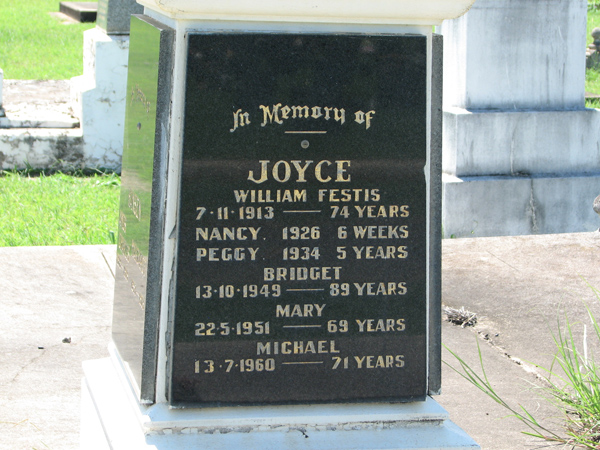 In Memory of
JOYCE
WILLIAM FESTIS
7·11·1913 — 74 YEARS
NANCY, 1926 6 WEEKS
PEGGY, 1934 5 YEARS
BRIDGET
13·10·1949 — 89 YEARS
MARY
22·5·1951 — 69 YEARS
MICHAEL
13·7·1960 — 71 YEARS